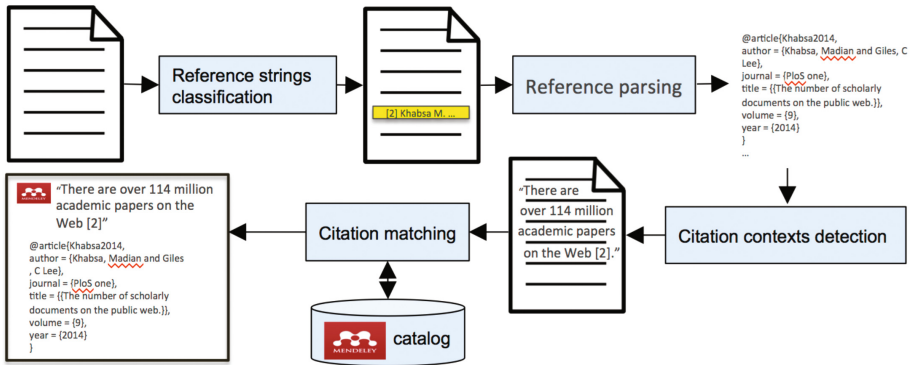 Reference strings
classification
[2] Khabsa M. ...
Reference parsing
@article{Khabsa2014,
author = {Khabsa, Madian and Giles, C
Lee},
journal = {PloS one},
title = {{The number of scholarly
documents on the public web.}},
volume = {9},
year = {2014}
}
...
Citation contexts detection
“There are
over 114 million
academic papers
on the Web [2].”
Citation matching
MENDELEY
catalog
MENDELEY
“There are over 114 million
academic papers on the
Web [2]”
@article{Khabsa2014,
author = {Khabsa, Madian and Giles
, C Lee},
journal = {PloS one},
title = {{The number of scholarly
documents on the public web.}},
volume = {9},
year = {2014}
}